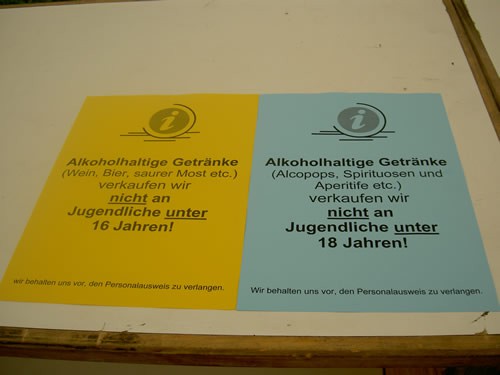 i
Alkoholhaltige Getränke
(Wein, Bier, saurer Most etc.)
verkaufen wir
nicht an
Jugendliche unter
16 Jahren!
wir behalten uns vor, den Personalausweis zu verlangen.
i
Alkoholhaltige Getränke
(Alcopops, Spirituosen und
Aperitife etc.)
verkaufen wir
nicht an
Jugendliche unter
18 Jahren!
Wir behalten uns vor, den Personalausweis zu verlangen.